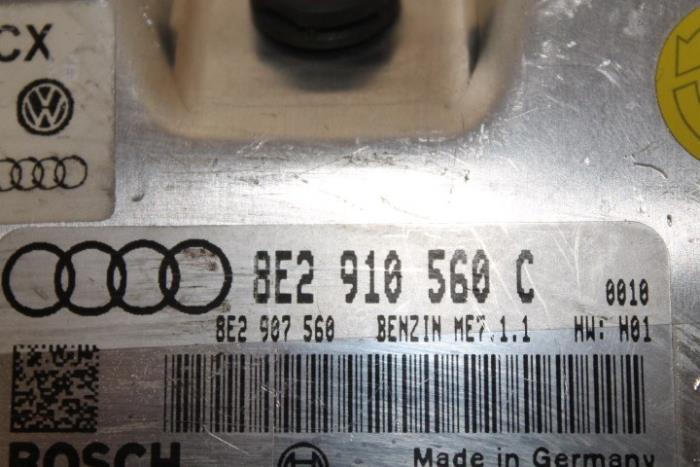 CX
8E2 910 560 C 0010
8E2 907 560 BENZIN ME7.1.1 HW: H01
BOSCH Made in Germany